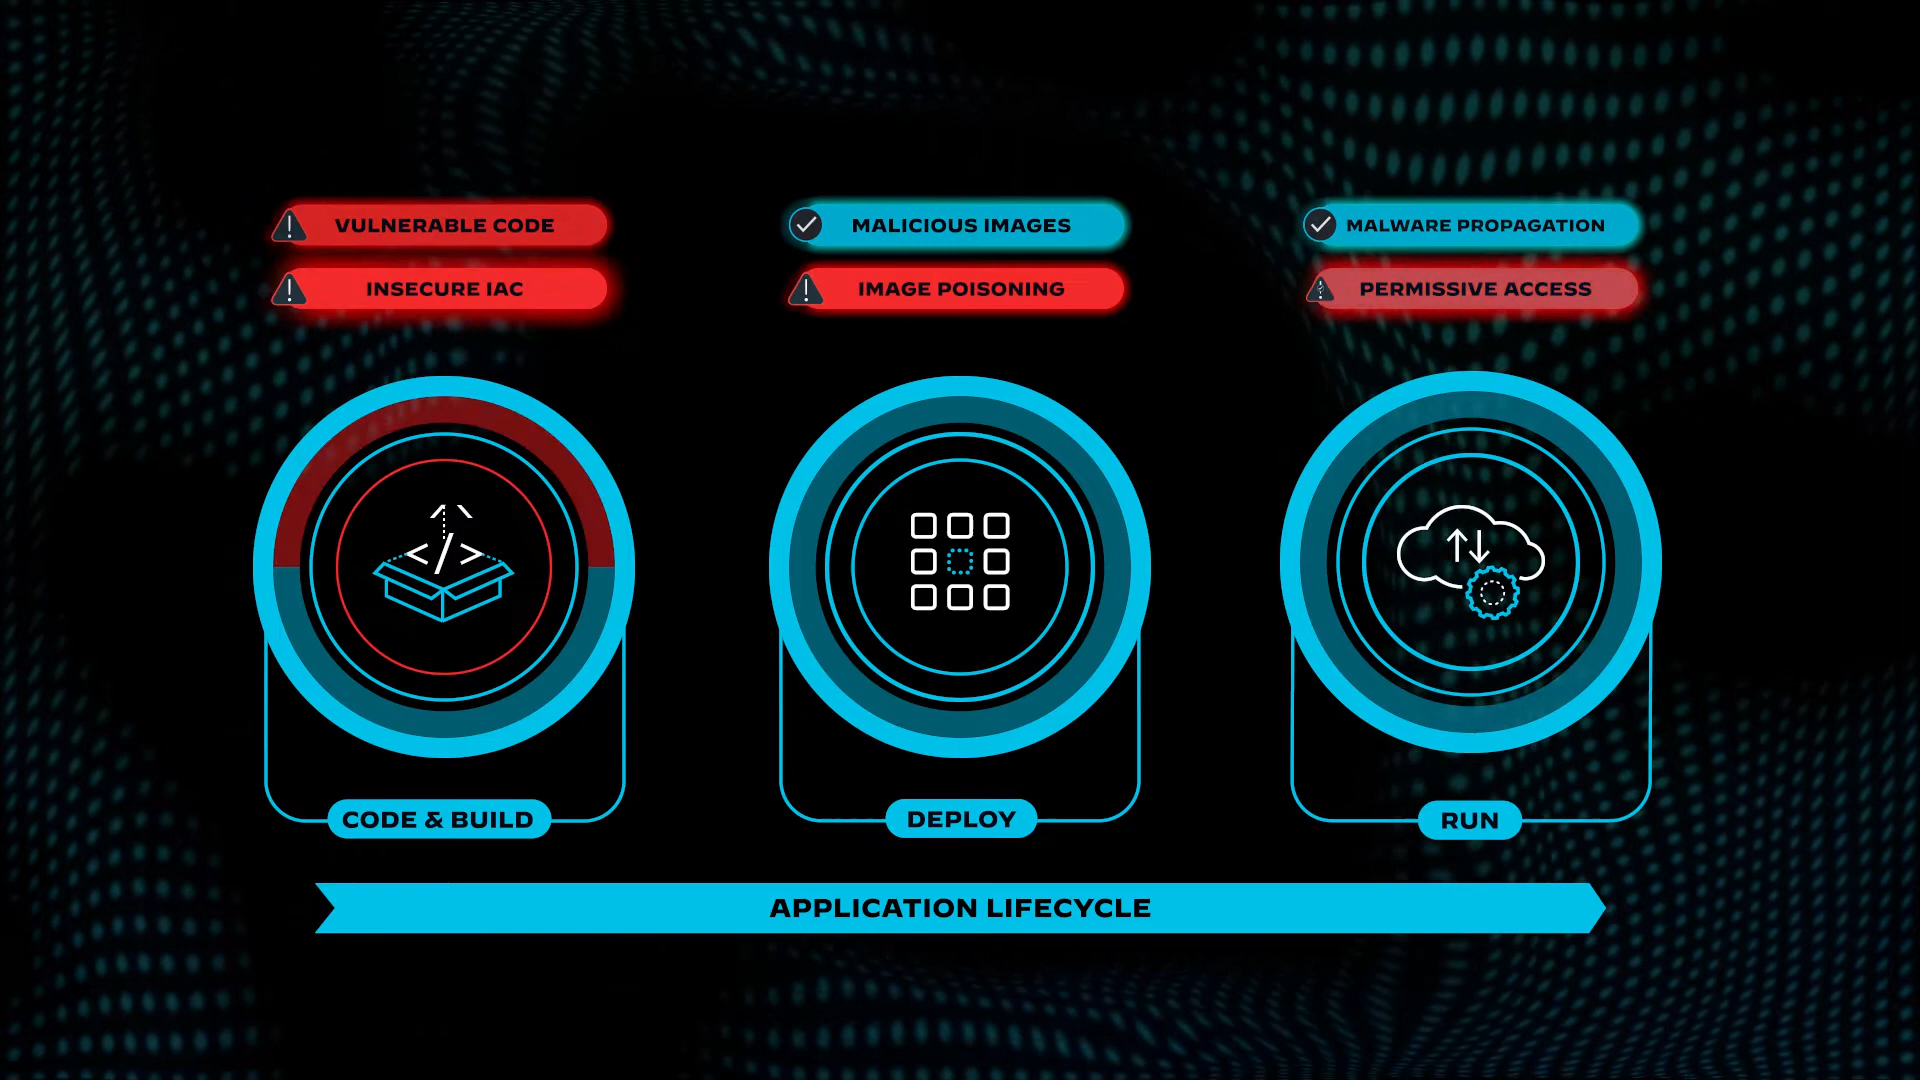 VULNERABLE CODE
INSECURE IAC
MALICIOUS IMAGES
IMAGE POISONING
MALWARE PROPAGATION
PERMISSIVE ACCESS
</>
CODE & BUILD
DEPLOY
RUN
APPLICATION LIFECYCLE